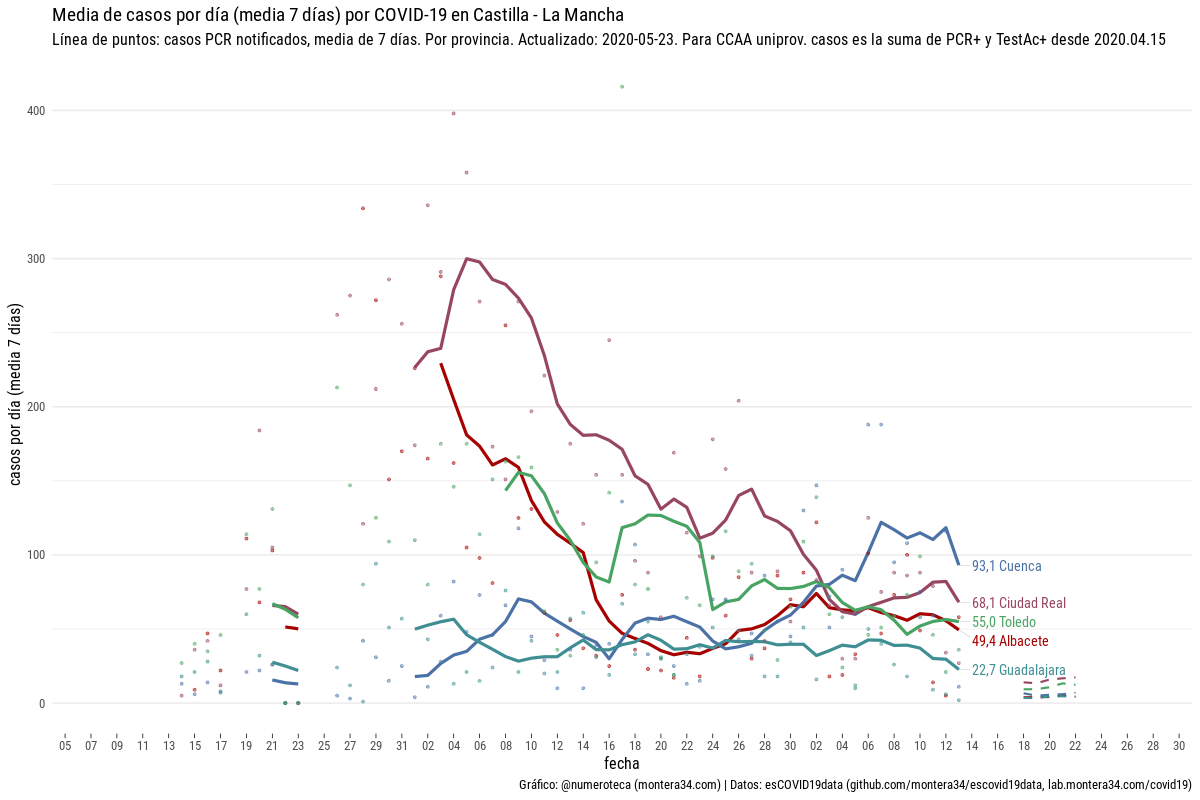 Media de casos por día (media 7 días) por COVID-19 en Castilla - La Mancha
Línea de puntos: casos PCR notificados, media de 7 días. Por provincia. Actualizado: 2020-05-23. Para CCAA uniprov. casos es la suma de PCR+ y TestAc+ desde 2020.04.15
casos por día (media 7 días)
400
300
200
100
0
93,1 Cuenca
68,1 Ciudad Real
55,0 Toledo
49,4 Albacete
22,7 Guadalajara
05 07 09 11 13 15 17 19 21 23 25 27 29 31 02 04 06 08 10 12 14 16 18 20 22 24 26 28 30 02 04 06 08 10 12 14 16 18 20 22 24 26 28 30
fecha
Gráfico: @numeroteca (montera34.com) | Datos: esCOVID19data (github.com/montera34/escovid19data, lab.montera34.com/covid19)